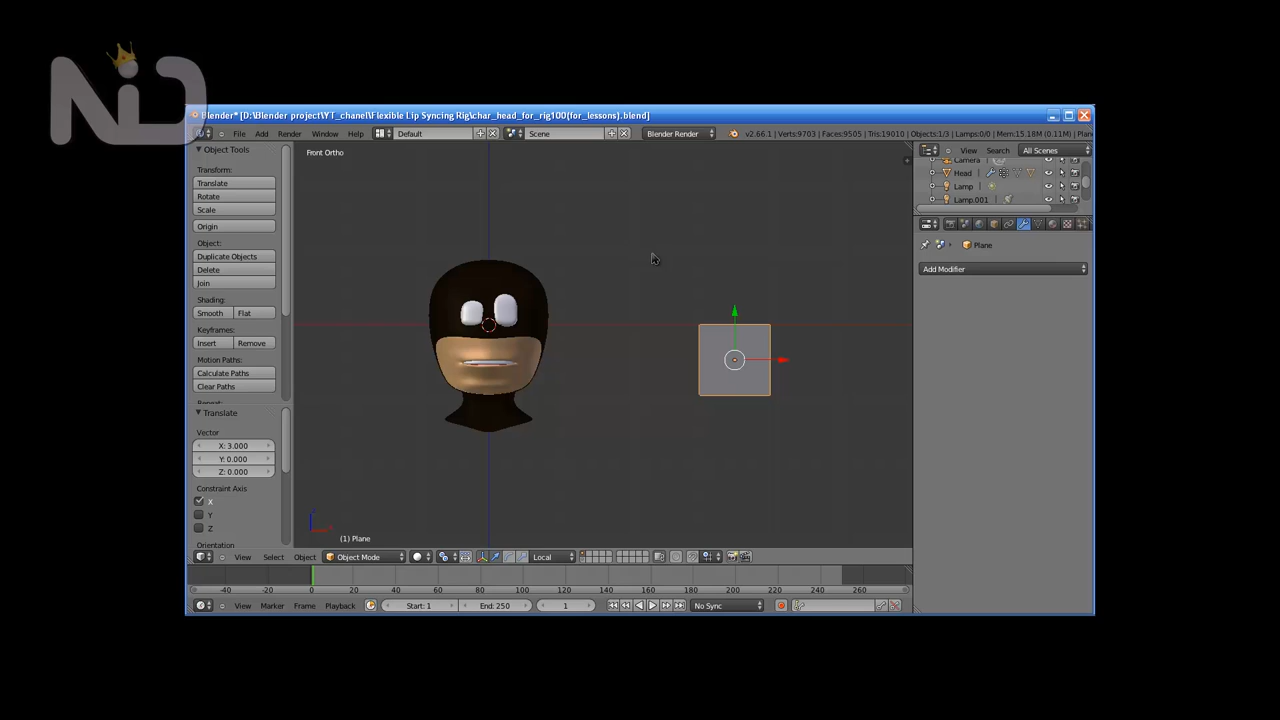 NiD
Blender* [D:\Blender project\YT_chanel\Flexible Lip Syncing Rig\char_head_for_rig100(for_lessons).blend]
File Add Render Window Help Default Scene Blender Render v2.66.1 | Verts:9703 | Faces:9505 | Tris:19010 | Objects:1/3 | Lamps:0/0 | Mem:15.18M (0.11M) | Plan
Object Tools
Transform:
Translate
Rotate
Scale
Origin
Object:
Duplicate Objects
Delete
Join
Shading:
Smooth Flat
Keyframes:
Insert Remove
Motion Paths:
Calculate Paths
Clear Paths
Translate
Vector
X: 3.000
Y: 0.000
Z: 0.000
Constraint Axis
X
Y
Z
Orientation
Front Ortho
(1) Plane
View Select Object Object Mode Local
View Search All Scenes
Camera
Head
Lamp
Lamp.001
Plane
Add Modifier
-40 -20 0 20 40 60 80 100 120 140 160 180 200 220 240 260
View Marker Frame Playback Start: 1 End: 250 1 No Sync